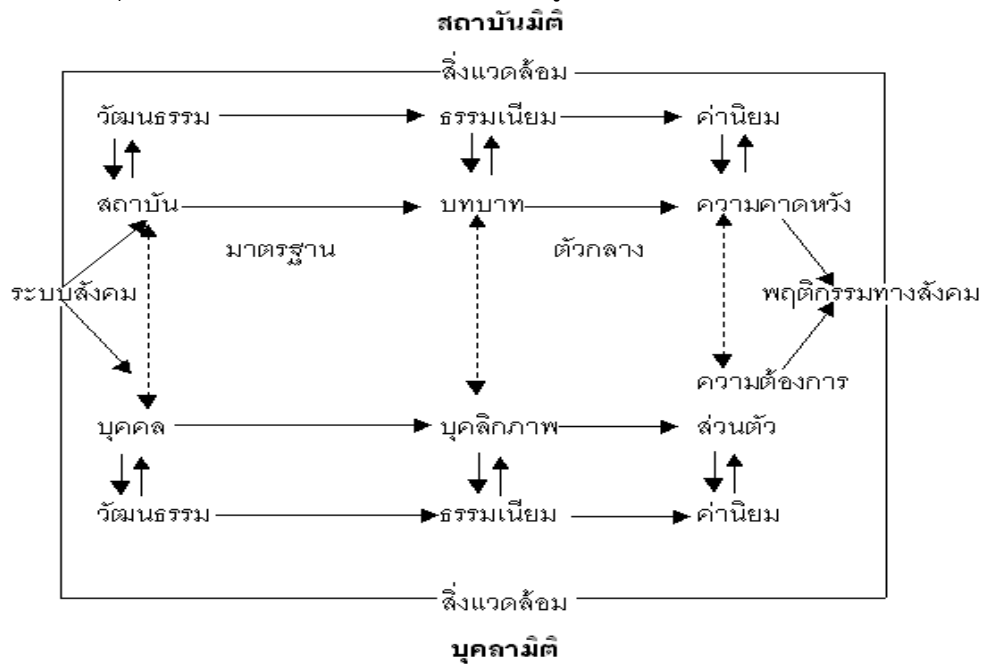 สถาบันมิติ
สิ่งแวดล้อม
วัฒนธรรม ธรรมเนียม ค่านิยม
สถาบัน บทบาท ความคาดหวัง
มาตรฐาน ตัวกลาง
ระบบสังคม พฤติกรรมทางสังคม
ความต้องการ
บุคคล บุคลิกภาพ ส่วนตัว
วัฒนธรรม ธรรมเนียม ค่านิยม
สิ่งแวดล้อม
บุคลามิติ